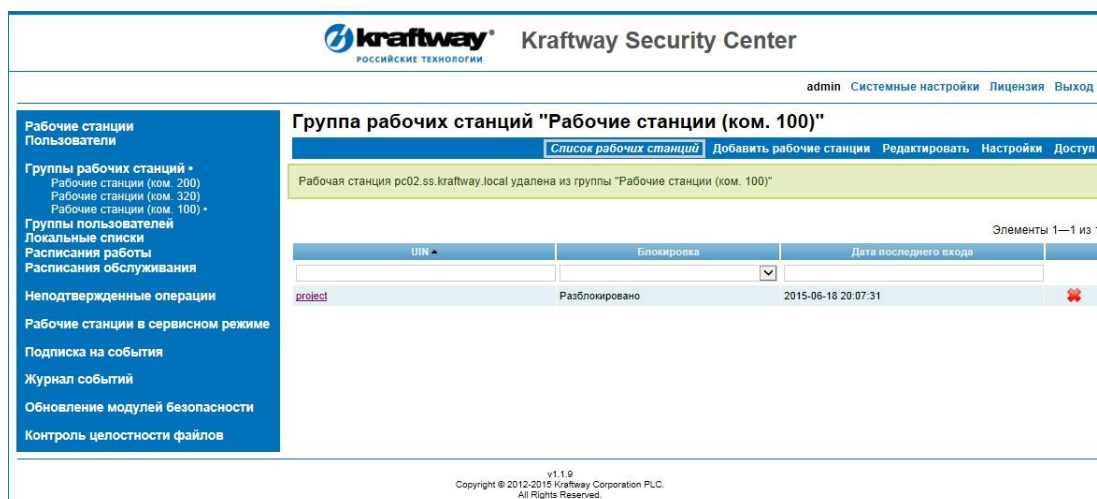 kraftway®
РОССИЙСКИЕ ТЕХНОЛОГИИ
Kraftway Security Center
admin Системные настройки Лицензия Выход
Рабочие станции
Пользователи
Группы рабочих станций •
Рабочие станции (ком. 200)
Рабочие станции (ком. 320)
Рабочие станции (ком. 100) •
Группы пользователей
Локальные списки
Расписания работы
Расписания обслуживания
Неподтвержденные операции
Рабочие станции в сервисном режиме
Подписка на события
Журнал событий
Обновление модулей безопасности
Контроль целостности файлов
Группа рабочих станций "Рабочие станции (ком. 100)"
Список рабочих станций Добавить рабочие станции Редактировать Настройки Доступ
Рабочая станция pc02.ss.kraftway.local удалена из группы "Рабочие станции (ком. 100)"
Элементы 1—1 из 1
UIN Блокировка Дата последнего входа
project Разблокировано 2015-06-18 20:07:31
v1.1.9
Copyright © 2012-2015 Kraftway Corporation PLC.
All Rights Reserved.